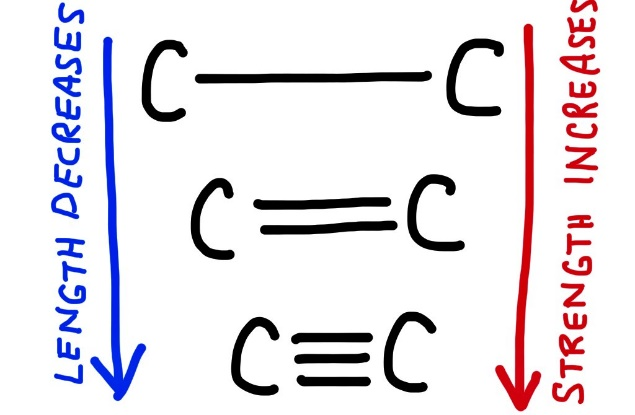 LENGTH DECREASES
C — C
C = C
C ≡ C
STRENGTH INCREASES